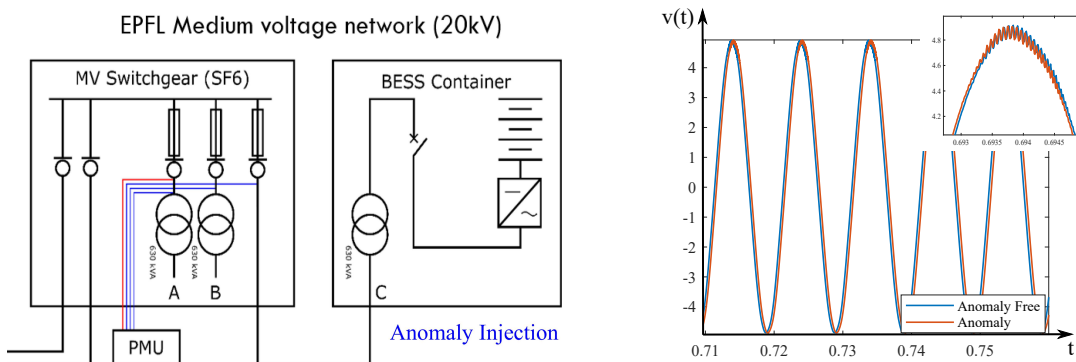 EPFL Medium voltage network (20kV)
MV Switchgear (SF6)
BESS Container
630 kVA
630 kVA
A
B
C
PMU
Anomaly Injection
v(t)
4
3
2
1
0
-1
-2
-3
-4
0.71
0.72
0.73
0.74
0.75
t
4.8
4.6
4.4
4.2
0.693
0.6935
0.694
0.6945
Anomaly Free
Anomaly